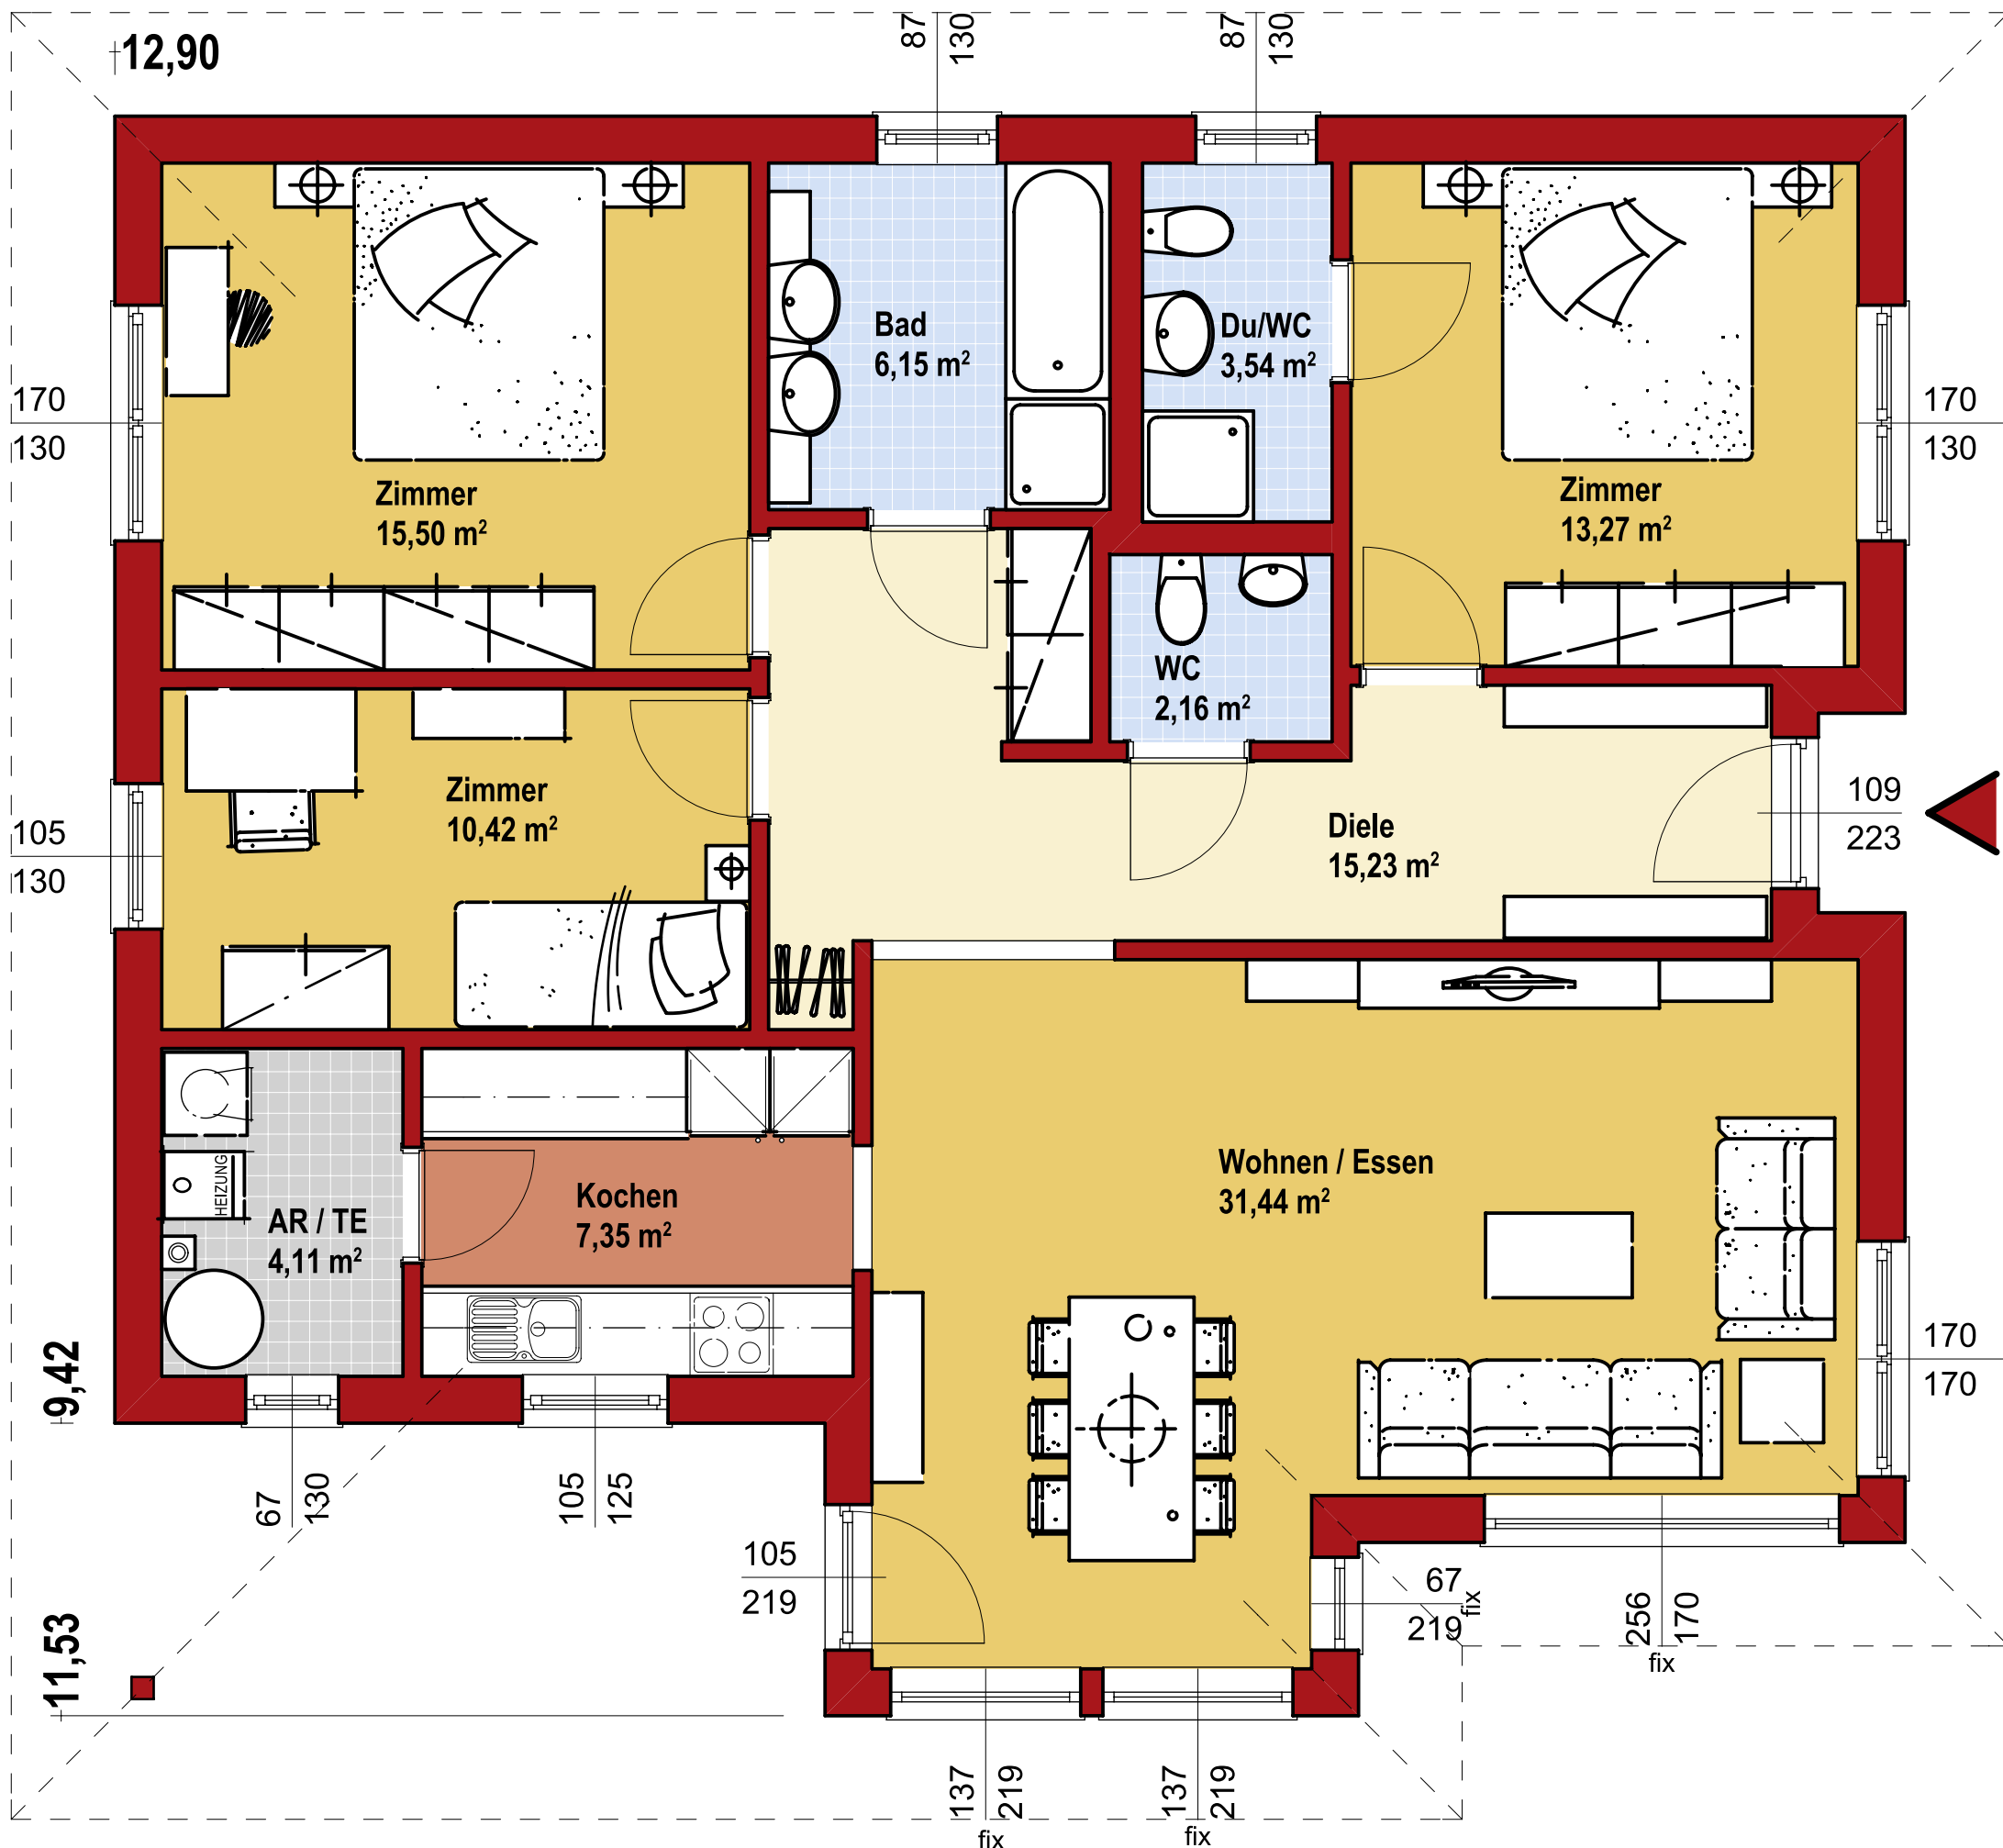 12,90
87
130
87
130
Bad
6,15 m²
Du/WC
3,54 m²
170
130
170
130
Zimmer
15,50 m²
Zimmer
13,27 m²
WC
2,16 m²
Zimmer
10,42 m²
105
130
Diele
15,23 m²
109
223
HEIZUNG
AR / TE
4,11 m²
Kochen
7,35 m²
Wohnen / Essen
31,44 m²
9,42
170
170
67
130
105
125
105
219
67
219
fix
256
170
fix
11,53
137
219
fix
137
219
fix